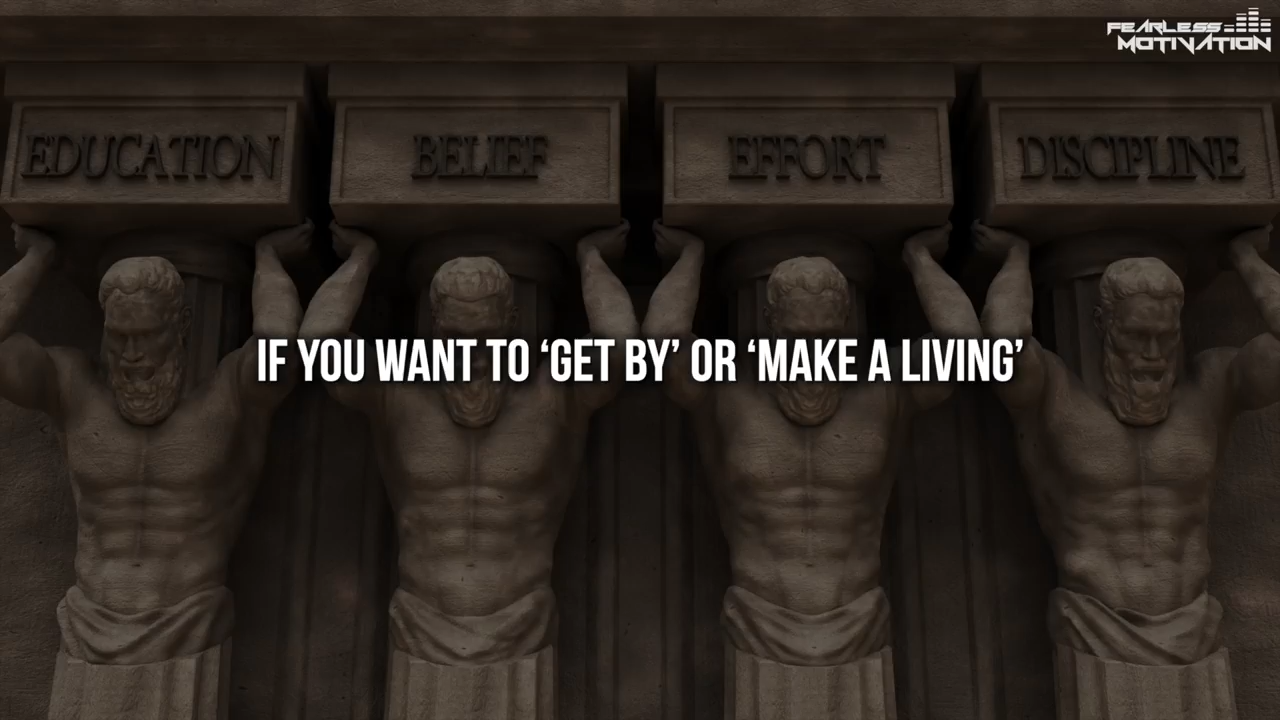 FEARLESS
MOTIVATION
EDUCATION BELIEF EFFORT DISCIPLINE
IF YOU WANT TO ‘GET BY’ OR ‘MAKE A LIVING’